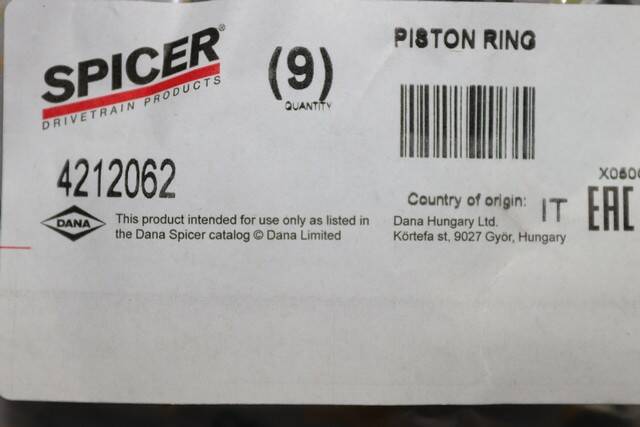 SPICER®
DRIVETRAIN PRODUCTS
(9)
QUANTITY
PISTON RING
4212062
DANA
This product intended for use only as listed in
the Dana Spicer catalog © Dana Limited
Country of origin: IT
Dana Hungary Ltd.
Körtefa st, 9027 Győr, Hungary
EAC